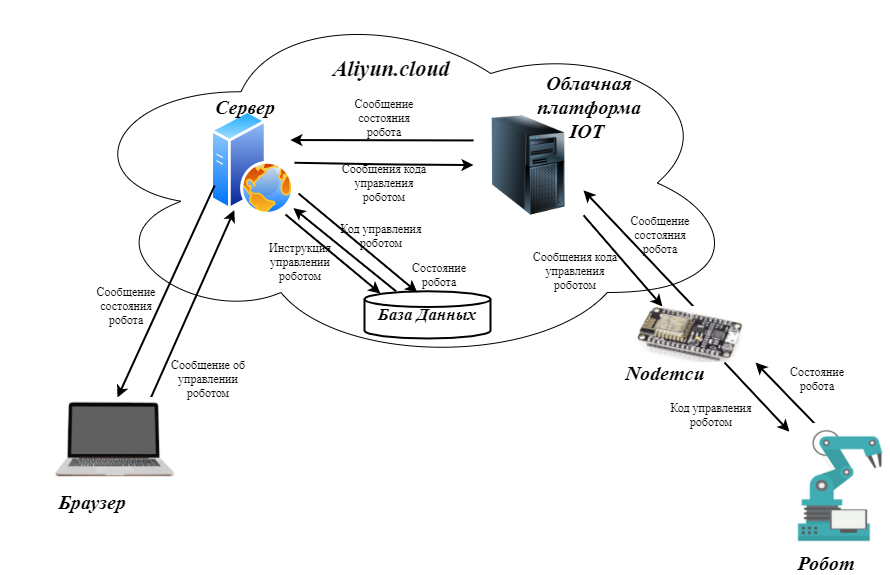 Aliyun.cloud
Сервер
Облачная
платформа
IOT
Сообщение
состояния
робота
Сообщения кода
управления
роботом
Код управления
роботом
Инструкция
управлении
роботом
Состояние
робота
База Данных
Сообщение
состояния
робота
Сообщения кода
управления
роботом
Сообщение
состояния
робота
Сообщение об
управлении
роботом
Nodemcu
Состояние
робота
Код управления
роботом
Браузер
Робот